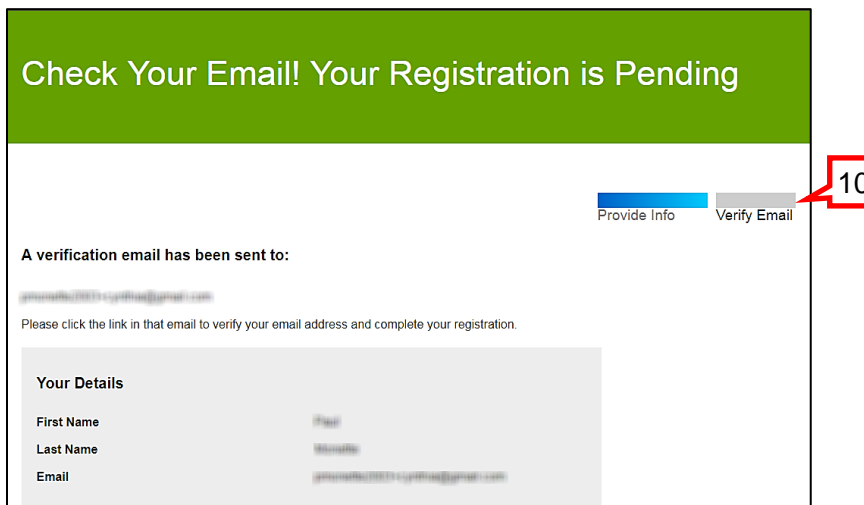 Check Your Email! Your Registration is Pending
10
Provide Info Verify Email
A verification email has been sent to:
Please click the link in that email to verify your email address and complete your registration.
Your Details
First Name
Last Name
Email